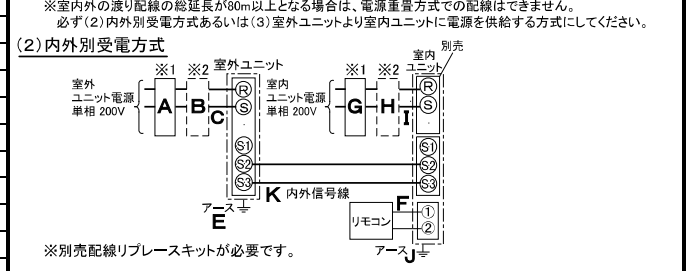 ※室内外の渡り配線の総延長が80m以上となる場合は、電源重畳方式での配線はできません。
必ず(2)内外別受電方式あるいは(3)室外ユニットより室内ユニットに電源を供給する方式にしてください。
(2)内外別受電方式
別売
※1 ※2 室外ユニット ※1 ※2 室内
ユニット
室外
ユニット電源
単相 200V
A B C
R
S
室内
ユニット電源
単相 200V
G H I
R
S
S1
S2
S3
S1
S2
S3
K 内外信号線
アース
E
リモコン
F
①
②
アース J
※別売配線リプレースキットが必要です。